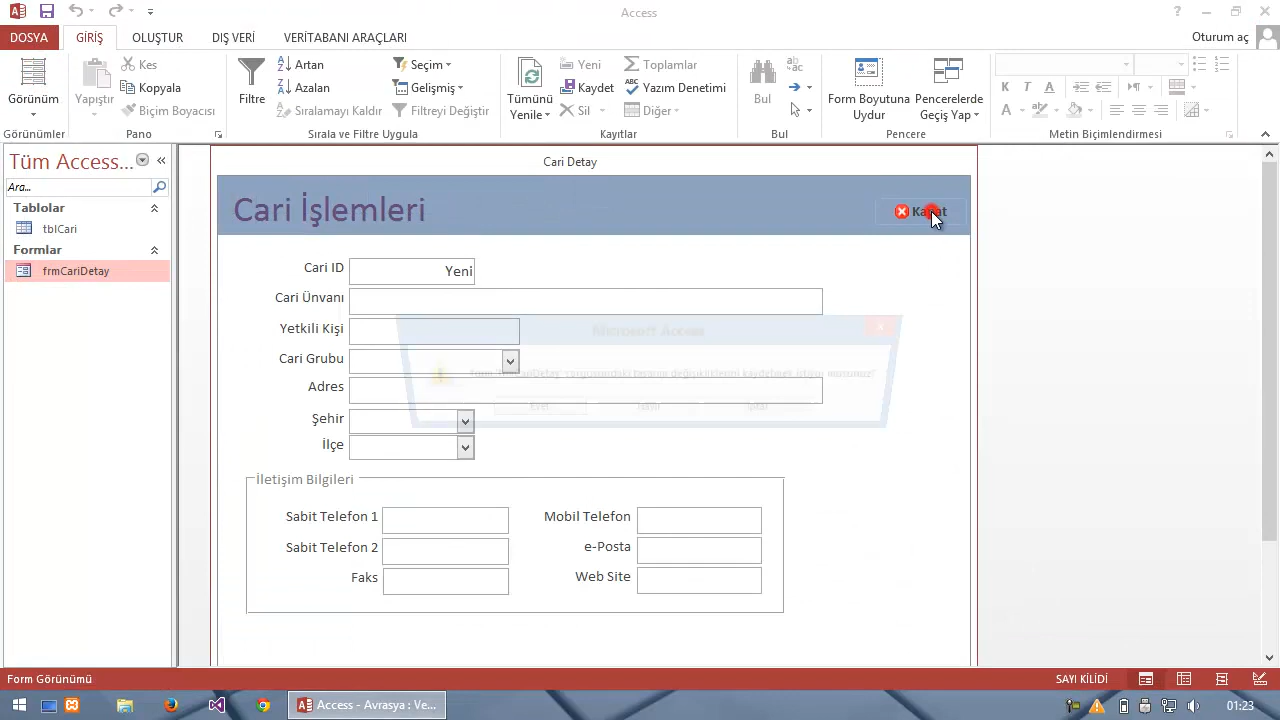 Access
DOSYA GİRİŞ OLUŞTUR DIŞ VERİ VERİTABANI ARAÇLARI Oturum aç
Görünüm
Görünümler
Yapıştır
Kes
Kopyala
Biçim Boyacısı
Pano
Filtre
Artan
Azalan
Sıralamayı Kaldır
Seçim
Gelişmiş
Filtreyi Değiştir
Sırala ve Filtre Uygula
Tümünü
Yenile
Yeni
Kaydet
Sil
Toplamlar
Yazım Denetimi
Diğer
Kayıtlar
Bul
Bul
Form Boyutuna
Uydur
Pencerelerde
Geçiş Yap
Pencere
K T A
Metin Biçimlendirmesi
Tüm Access...
Ara...
Tablolar
tblCari
Formlar
frmCariDetay
Cari Detay
Cari İşlemleri
Cari ID Yeni
Cari Ünvanı
Yetkili Kişi
Cari Grubu
Adres
Şehir
İlçe
Microsoft Access
İletişim Bilgileri
Sabit Telefon 1
Sabit Telefon 2
Faks
Mobil Telefon
e-Posta
Web Site
Form Görünümü SAYI KİLİDİ
Access - Avrasya : Ve...
01:23